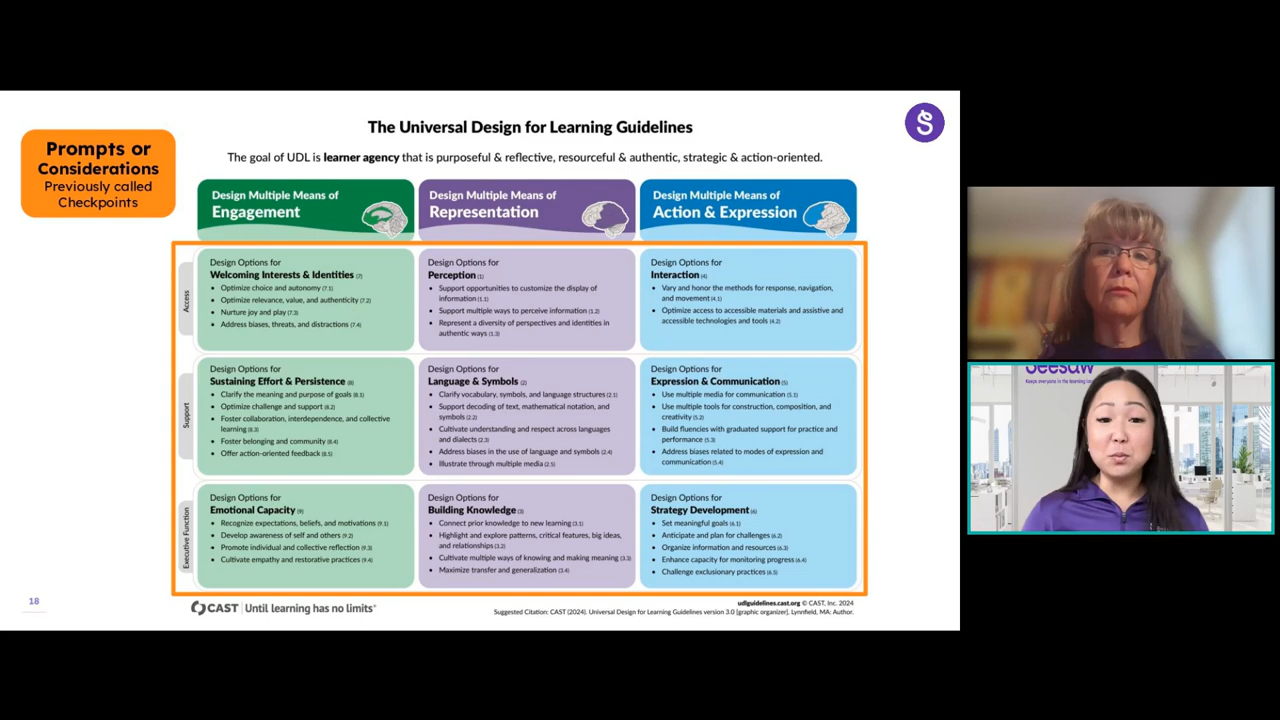 Prompts or
Considerations
Previously called
Checkpoints
The Universal Design for Learning Guidelines
The goal of UDL is learner agency that is purposeful & reflective, resourceful & authentic, strategic & action-oriented.
Design Multiple Means of
Engagement
Design Multiple Means of
Representation
Design Multiple Means of
Action & Expression
Access
Design Options for
Welcoming Interests & Identities (7)
• Optimize choice and autonomy (7.1)
• Optimize relevance, value, and authenticity (7.2)
• Nurture joy and play (7.3)
• Address biases, threats, and distractions (7.4)
Design Options for
Perception (1)
• Support opportunities to customize the display of
information (1.1)
• Support multiple ways to perceive information (1.2)
• Represent a diversity of perspectives and identities in
authentic ways (1.3)
Design Options for
Interaction (4)
• Vary and honor the methods for response, navigation,
and movement (4.1)
• Optimize access to accessible materials and assistive and
accessible technologies and tools (4.2)
Support
Design Options for
Sustaining Effort & Persistence (8)
• Clarify the meaning and purpose of goals (8.1)
• Optimize challenge and support (8.2)
• Foster collaboration, interdependence, and collective
learning (8.3)
• Foster belonging and community (8.4)
• Offer action-oriented feedback (8.5)
Design Options for
Language & Symbols (2)
• Clarify vocabulary, symbols, and language structures (2.1)
• Support decoding of text, mathematical notation, and
symbols (2.2)
• Cultivate understanding and respect across languages
and dialects (2.3)
• Address biases in the use of language and symbols (2.4)
• Illustrate through multiple media (2.5)
Design Options for
Expression & Communication (5)
• Use multiple media for communication (5.1)
• Use multiple tools for construction, composition, and
creativity (5.2)
• Build fluencies with graduated support for practice and
performance (5.3)
• Address biases related to modes of expression and
communication (5.4)
Executive Function
Design Options for
Emotional Capacity (9)
• Recognize expectations, beliefs, and motivations (9.1)
• Develop awareness of self and others (9.2)
• Promote individual and collective reflection (9.3)
• Cultivate empathy and restorative practices (9.4)
Design Options for
Building Knowledge (3)
• Connect prior knowledge to new learning (3.1)
• Highlight and explore patterns, critical features, big ideas,
and relationships (3.2)
• Cultivate multiple ways of knowing and making meaning (3.3)
• Maximize transfer and generalization (3.4)
Design Options for
Strategy Development (6)
• Set meaningful goals (6.1)
• Anticipate and plan for challenges (6.2)
• Organize information and resources (6.3)
• Enhance capacity for monitoring progress (6.4)
• Challenge exclusionary practices (6.5)
18
CAST | Until learning has no limits®
udlguidelines.cast.org © CAST, Inc. 2024
Suggested Citation: CAST (2024). Universal Design for Learning Guidelines version 3.0 [graphic organizer]. Lynnfield, MA: Author.
Seesaw
Keeps everyone in the learning